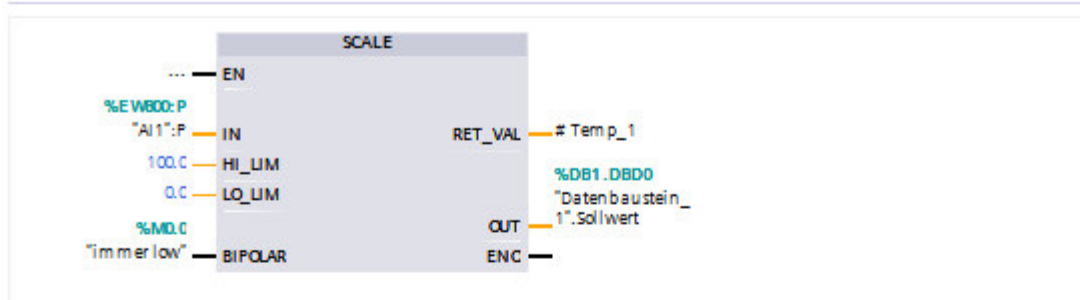 SCALE
--- EN
%EW800:P
"AI1":P IN RET_VAL # Temp_1
100.0 HI_LIM
%DB1.DBD0
0.0 LO_LIM "Datenbaustein_
1".Sollwert
%M0.0 OUT
"immer low" BIPOLAR ENO